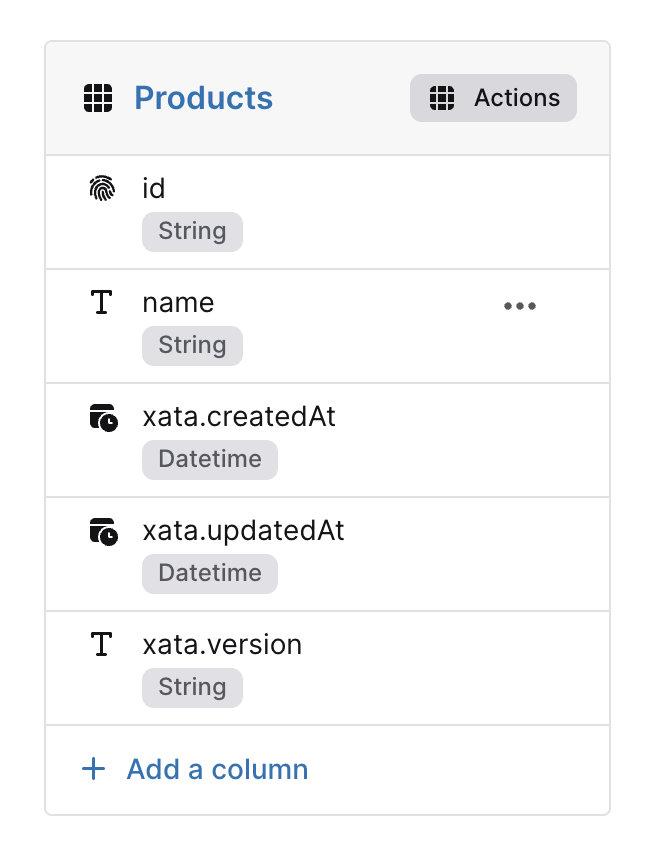 Products
Actions
id
String
name
String
xata.createdAt
Datetime
xata.updatedAt
Datetime
xata.version
String
Add a column